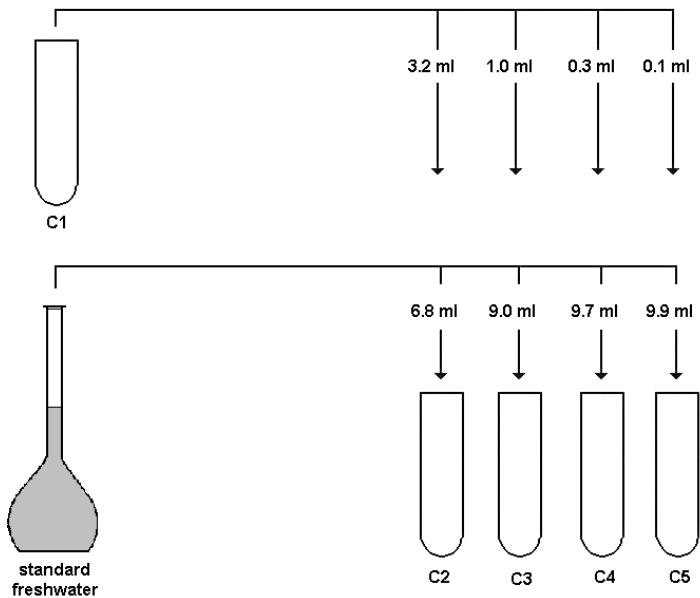 3.2 ml 1.0 ml 0.3 ml 0.1 ml
C1
6.8 ml 9.0 ml 9.7 ml 9.9 ml
standard
freshwater
C2 C3 C4 C5